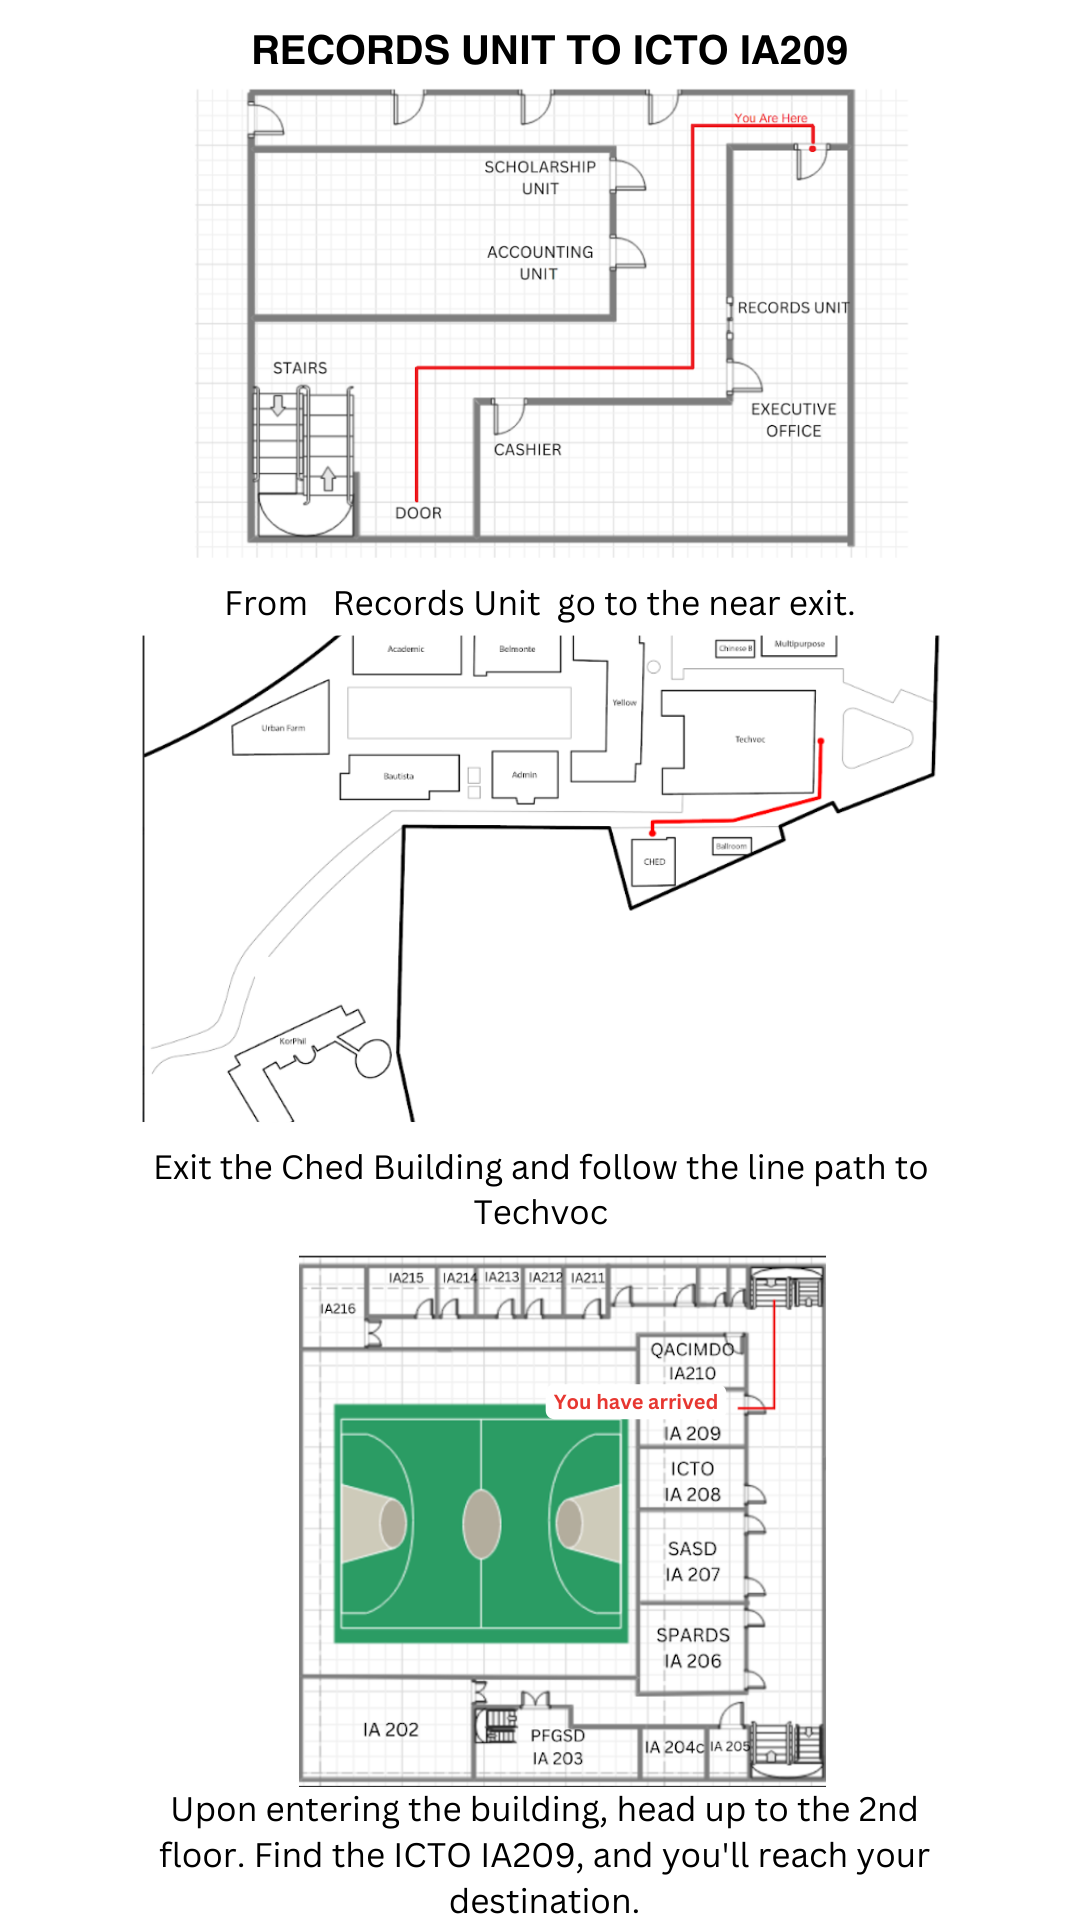 RECORDS UNIT TO ICTO IA209
You Are Here
SCHOLARSHIP
UNIT
ACCOUNTING
UNIT
RECORDS UNIT
STAIRS
EXECUTIVE
OFFICE
CASHIER
DOOR
From Records Unit go to the near exit.
Academic
Belmonte
Chinese B
Multipurpose
Yellow
Urban Farm
Techvoc
Bautista
Admin
CHED
Ballroom
KorPhil
Exit the Ched Building and follow the line path to
Techvoc
IA215
IA214
IA213
IA212
IA211
IA216
QACIMDO
IA210
You have arrived
IA 209
ICTO
IA 208
SASD
IA 207
SPARDS
IA 206
IA 202
PFGSD
IA 203
IA 204c
IA 205
Upon entering the building, head up to the 2nd
floor. Find the ICTO IA209, and you'll reach your
destination.